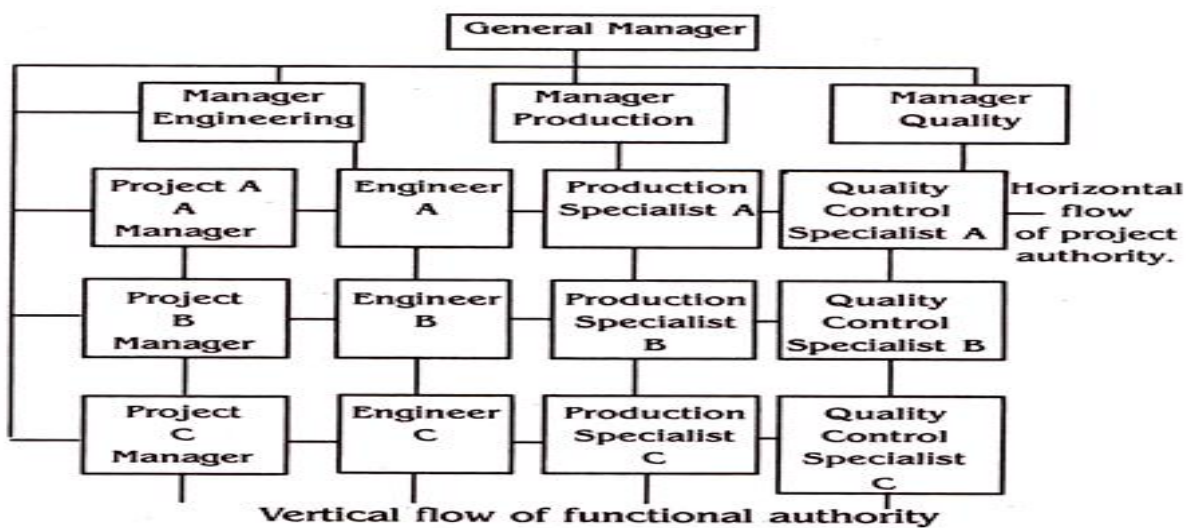 General Manager
Manager
Engineering
Manager
Production
Manager
Quality
Project A
A
Manager
Engineer
A
Production
Specialist A
Quality
Control
Specialist A
Horizontal
flow
of project
authority.
Project
B
Manager
Engineer
B
Production
Specialist
B
Quality
Control
Specialist B
Project
C
Manager
Engineer
C
Production
Specialist
C
Quality
Control
Specialist
C
Vertical flow of functional authority